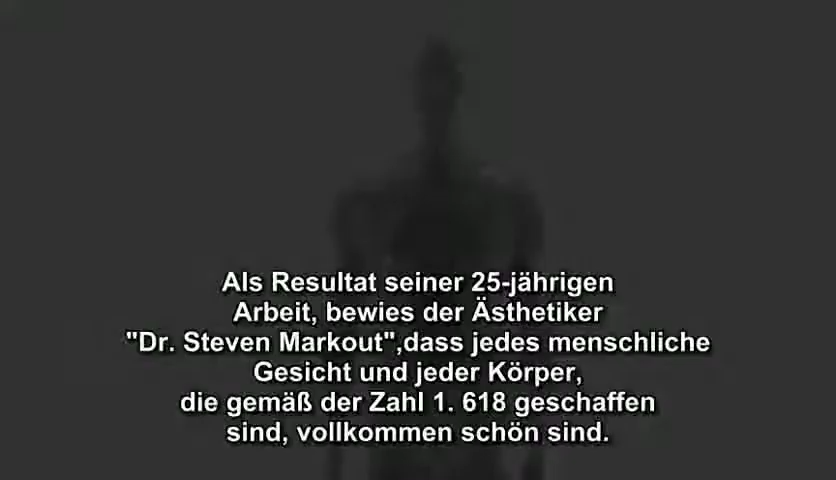 Als Resultat seiner 25-jährigen
Arbeit, bewies der Ästhetiker
"Dr. Steven Markout",dass jedes menschliche
Gesicht und jeder Körper,
die gemäß der Zahl 1. 618 geschaffen
sind, vollkommen schön sind.